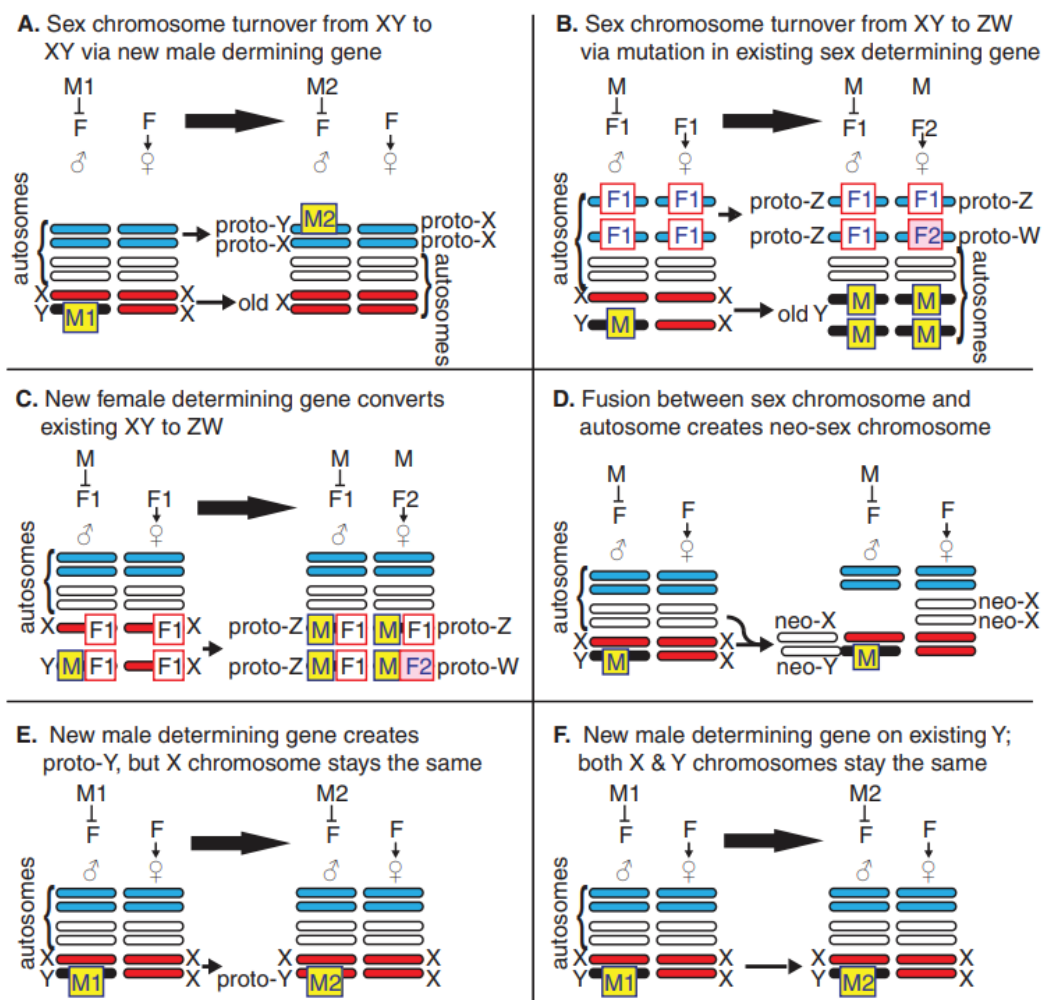 A. Sex chromosome turnover from XY to
XY via new male dermining gene
M1
F
F
M2
F
F
♂
♀
♂
♀
autosomes
proto-Y
M2
proto-X
proto-X
proto-X
X
Y
M1
X
X
old X
autosomes
B. Sex chromosome turnover from XY to ZW
via mutation in existing sex determining gene
M
F1
F1
M
M
F1
F2
♂
♀
♂
♀
autosomes
F1
F1
proto-Z
F1
F1
proto-Z
F1
F1
proto-Z
F1
F2
proto-W
X
X
Y
M
X
old Y
M
M
M
M
autosomes
C. New female determining gene converts
existing XY to ZW
M
F1
F1
M
M
F1
F2
♂
♀
♂
♀
autosomes
X
F1
F1
X
proto-Z
M
F1
M
F1
proto-Z
Y
M
F1
F1
X
proto-Z
M
F1
M
F2
proto-W
D. Fusion between sex chromosome and
autosome creates neo-sex chromosome
M
F
F
M
F
F
♂
♀
♂
♀
autosomes
X
X
Y
M
X
neo-X
neo-Y
M
neo-X
neo-X
E. New male determining gene creates
proto-Y, but X chromosome stays the same
M1
F
F
M2
F
F
♂
♀
♂
♀
autosomes
X
X
Y
M1
X
X
X
proto-Y
M2
X
F. New male determining gene on existing Y;
both X & Y chromosomes stay the same
M1
F
F
M2
F
F
♂
♀
♂
♀
autosomes
X
X
Y
M1
X
X
X
Y
M2
X